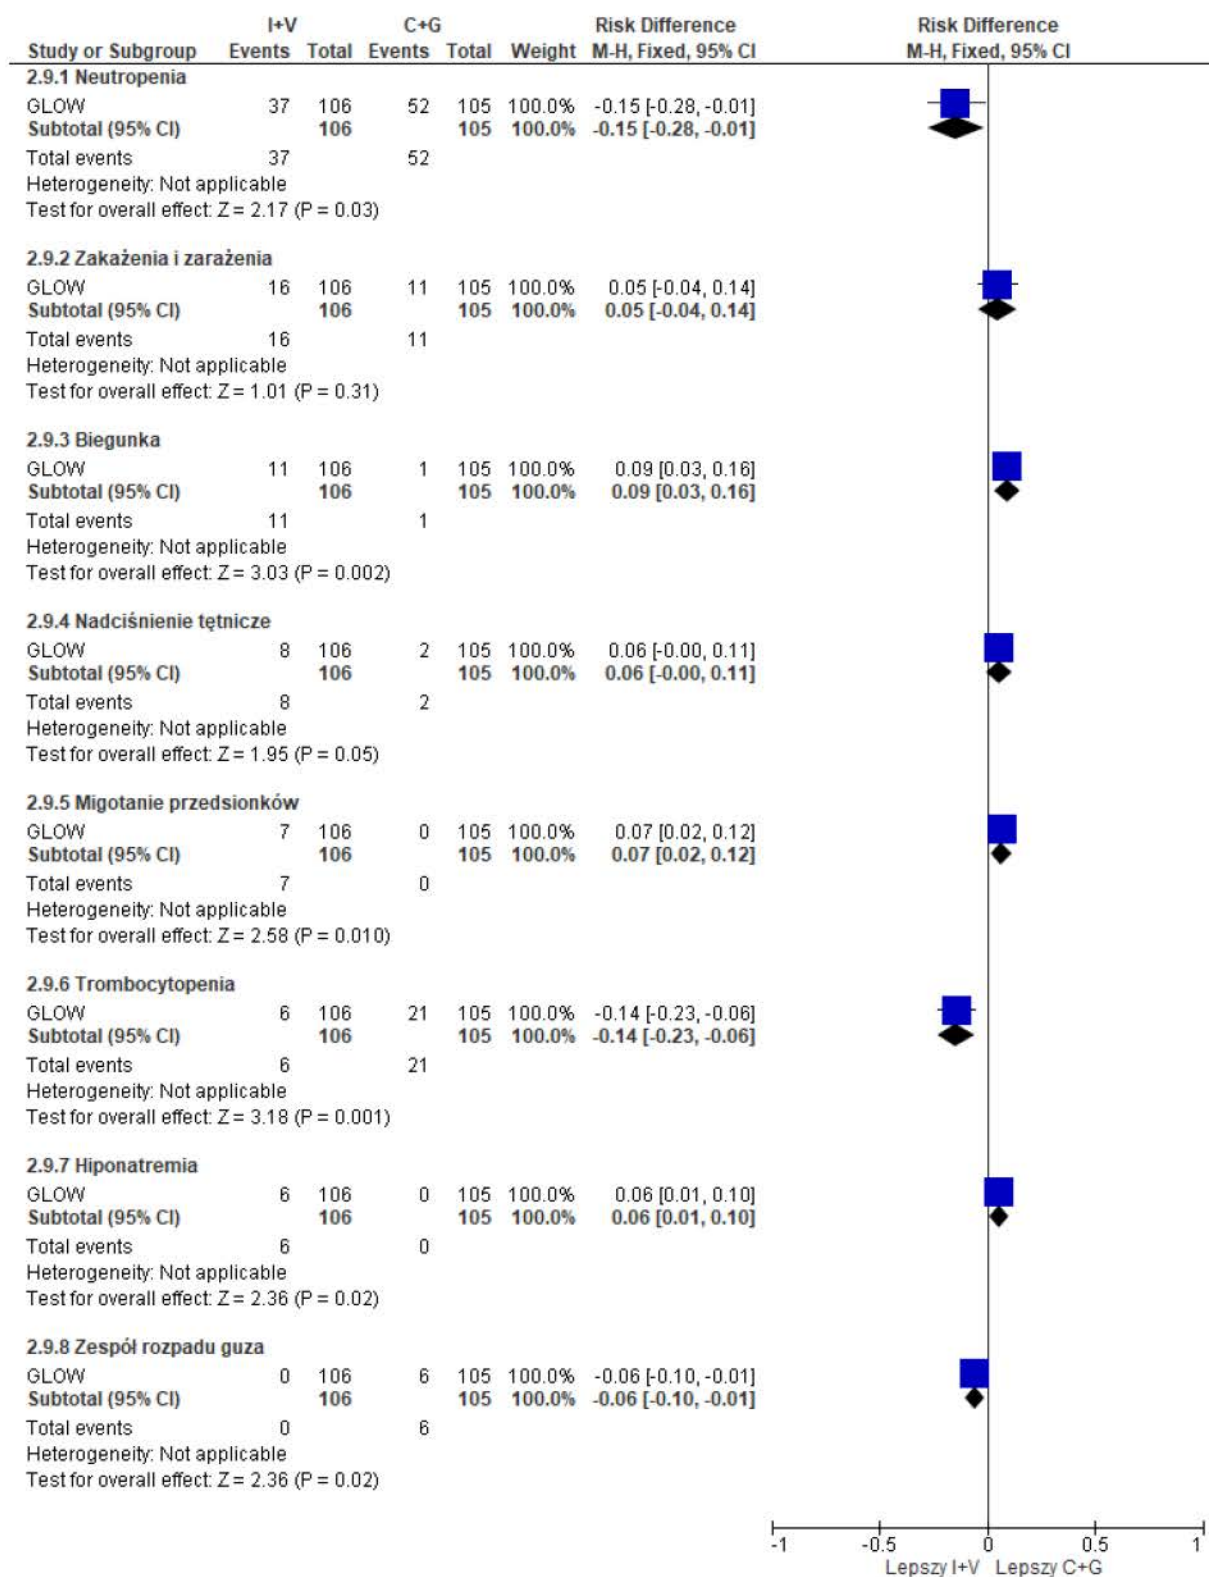 I+V C+G Risk Difference Risk Difference
Study or Subgroup Events Total Events Total Weight M-H, Fixed, 95% CI M-H, Fixed, 95% CI
2.9.1 Neutropenia
GLOW 37 106 52 105 100.0% -0.15 [-0.28, -0.01]
Subtotal (95% CI) 106 105 100.0% -0.15 [-0.28, -0.01]
Total events 37 52
Heterogeneity: Not applicable
Test for overall effect: Z = 2.17 (P = 0.03)
2.9.2 Zakażenia i zarażenia
GLOW 16 106 11 105 100.0% 0.05 [-0.04, 0.14]
Subtotal (95% CI) 106 105 100.0% 0.05 [-0.04, 0.14]
Total events 16 11
Heterogeneity: Not applicable
Test for overall effect: Z = 1.01 (P = 0.31)
2.9.3 Biegunka
GLOW 11 106 1 105 100.0% 0.09 [0.03, 0.16]
Subtotal (95% CI) 106 105 100.0% 0.09 [0.03, 0.16]
Total events 11 1
Heterogeneity: Not applicable
Test for overall effect: Z = 3.03 (P = 0.002)
2.9.4 Nadciśnienie tętnicze
GLOW 8 106 2 105 100.0% 0.06 [-0.00, 0.11]
Subtotal (95% CI) 106 105 100.0% 0.06 [-0.00, 0.11]
Total events 8 2
Heterogeneity: Not applicable
Test for overall effect: Z = 1.95 (P = 0.05)
2.9.5 Migotanie przedsionków
GLOW 7 106 0 105 100.0% 0.07 [0.02, 0.12]
Subtotal (95% CI) 106 105 100.0% 0.07 [0.02, 0.12]
Total events 7 0
Heterogeneity: Not applicable
Test for overall effect: Z = 2.58 (P = 0.010)
2.9.6 Trombocytopenia
GLOW 6 106 21 105 100.0% -0.14 [-0.23, -0.06]
Subtotal (95% CI) 106 105 100.0% -0.14 [-0.23, -0.06]
Total events 6 21
Heterogeneity: Not applicable
Test for overall effect: Z = 3.18 (P = 0.001)
2.9.7 Hiponatremia
GLOW 6 106 0 105 100.0% 0.06 [0.01, 0.10]
Subtotal (95% CI) 106 105 100.0% 0.06 [0.01, 0.10]
Total events 6 0
Heterogeneity: Not applicable
Test for overall effect: Z = 2.36 (P = 0.02)
2.9.8 Zespół rozpadu guza
GLOW 0 106 6 105 100.0% -0.06 [-0.10, -0.01]
Subtotal (95% CI) 106 105 100.0% -0.06 [-0.10, -0.01]
Total events 0 6
Heterogeneity: Not applicable
Test for overall effect: Z = 2.36 (P = 0.02)
-1 -0.5 0 0.5 1
Lepszy I+V Lepszy C+G